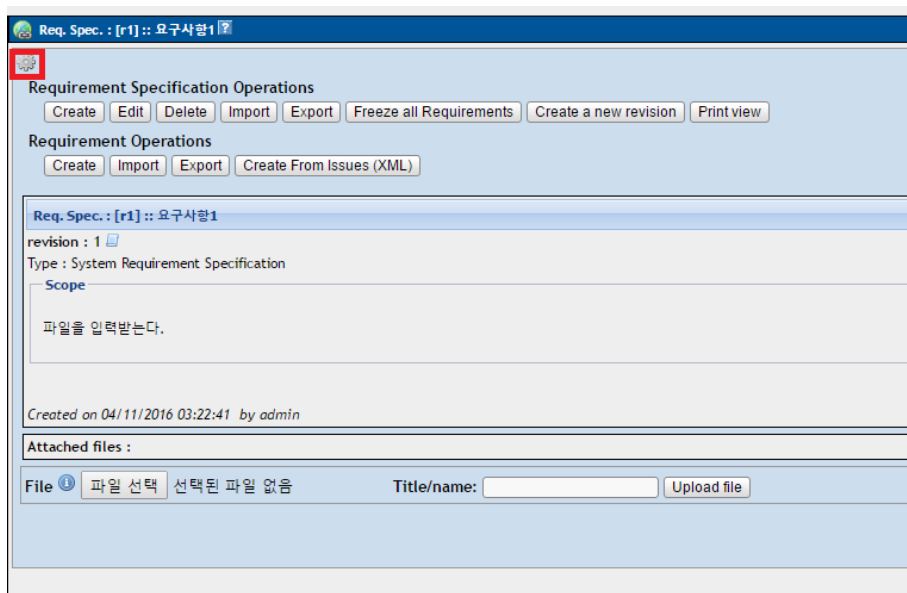 Req. Spec. : [r1] :: 요구사항1 ?
Requirement Specification Operations
Create Edit Delete Import Export Freeze all Requirements Create a new revision Print view
Requirement Operations
Create Import Export Create From Issues (XML)
Req. Spec. : [r1] :: 요구사항1
revision : 1
Type : System Requirement Specification
Scope
파일을 입력받는다.
Created on 04/11/2016 03:22:41 by admin
Attached files :
File i 파일 선택 선택된 파일 없음 Title/name: Upload file